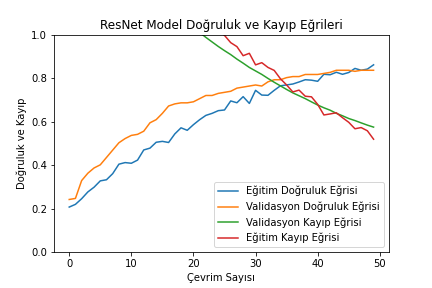 ResNet Model Doğruluk ve Kayıp Eğrileri
Doğruluk ve Kayıp
1.0
0.8
0.6
0.4
0.2
0.0
Eğitim Doğruluk Eğrisi
Validasyon Doğruluk Eğrisi
Validasyon Kayıp Eğrisi
Eğitim Kayıp Eğrisi
0 10 20 30 40 50
Çevrim Sayısı